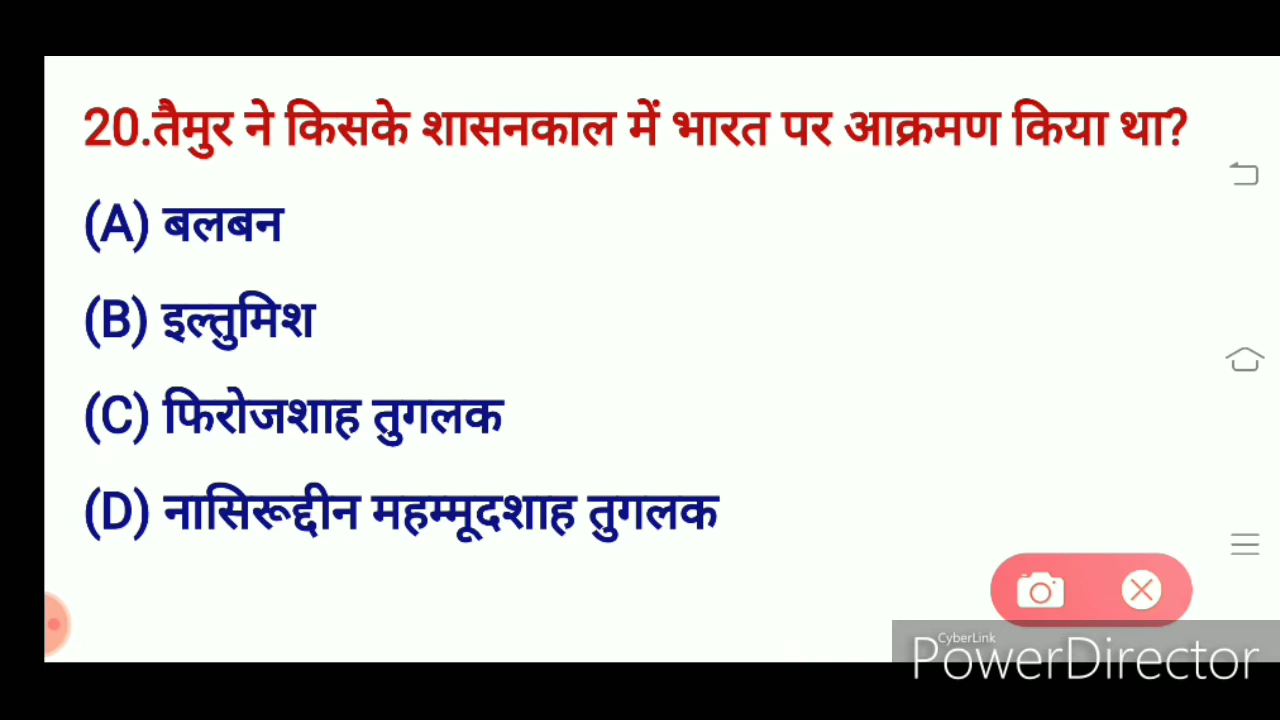 20.तैमुर ने किसके शासनकाल में भारत पर आक्रमण किया था?
(A) बलबन
(B) इल्तुमिश
(C) फिरोजशाह तुगलक
(D) नासिरूद्दीन महम्मूदशाह तुगलक
CyberLink
PowerDirector